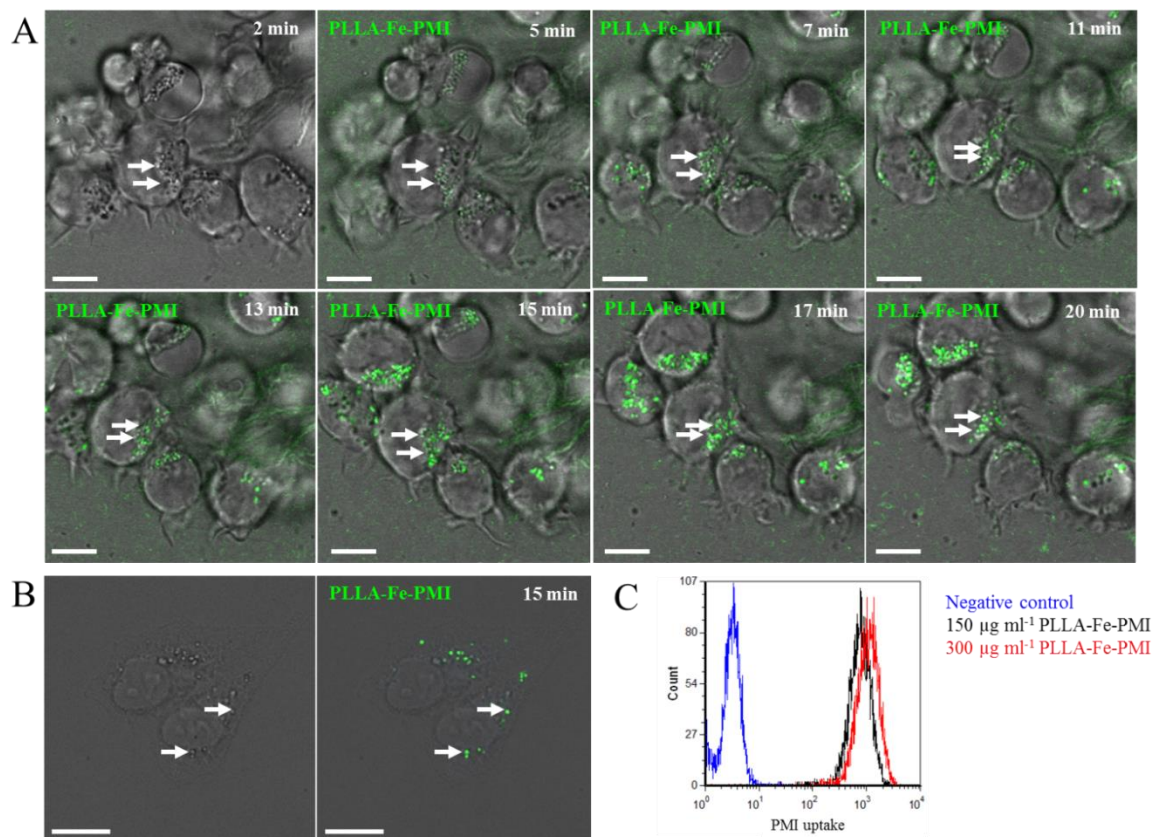 A
2 min
PLLA-Fe-PMI 5 min
PLLA-Fe-PMI 7 min
PLLA-Fe-PMI 11 min
PLLA-Fe-PMI 13 min
PLLA-Fe-PMI 15 min
PLLA-Fe-PMI 17 min
PLLA-Fe-PMI 20 min
B
PLLA-Fe-PMI 15 min
C
107
80
54
27
0
Count
10⁰ 10¹ 10² 10³ 10⁴
PMI uptake
Negative control
150 µg ml⁻¹ PLLA-Fe-PMI
300 µg ml⁻¹ PLLA-Fe-PMI